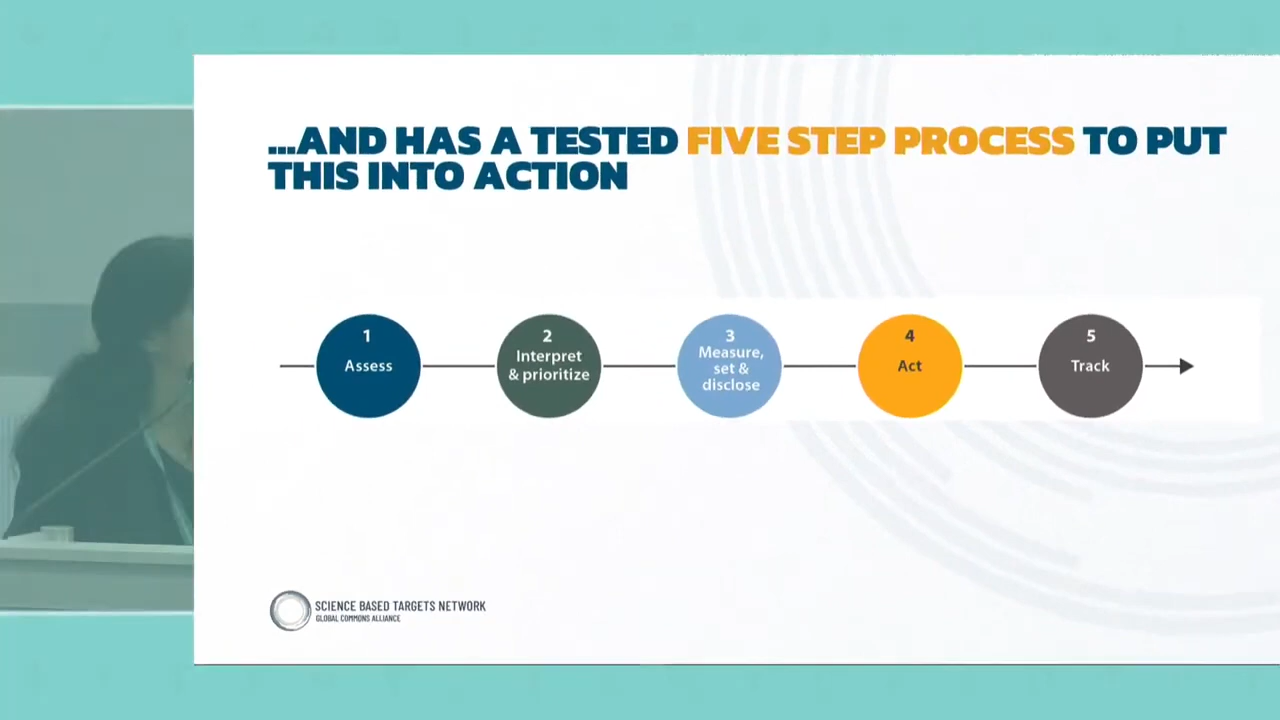 ...AND HAS A TESTED FIVE STEP PROCESS TO PUT
THIS INTO ACTION
1
Assess
2
Interpret
& prioritize
3
Measure,
set &
disclose
4
Act
5
Track
SCIENCE BASED TARGETS NETWORK
GLOBAL COMMONS ALLIANCE